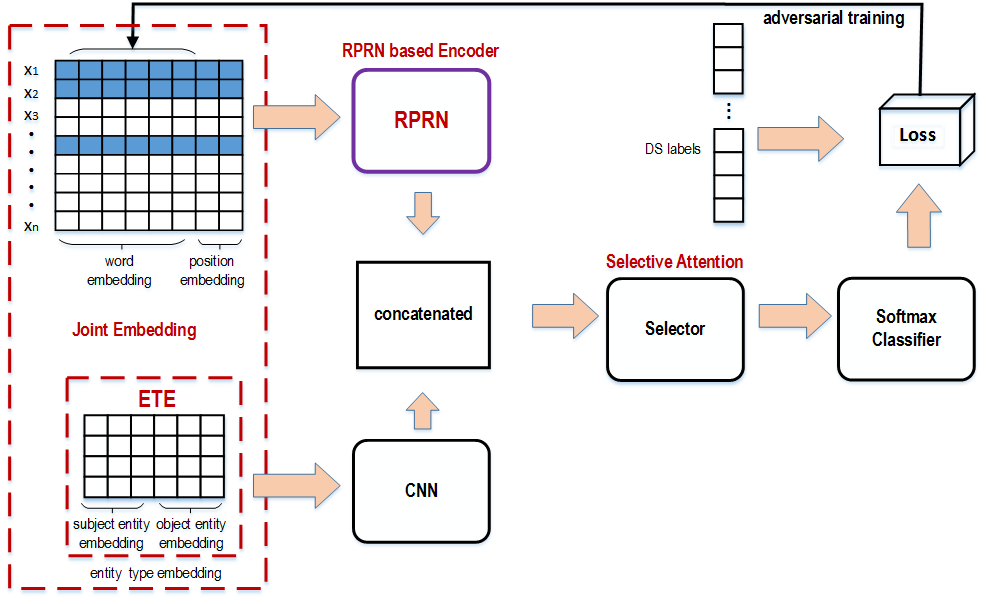 adversarial training
RPRN based Encoder
x1
x2
x3
xn
RPRN
DS labels
Loss
word
embedding
position
embedding
Selective Attention
concatenated
Selector
Softmax
Classifier
Joint Embedding
ETE
CNN
subject entity
embedding
object entity
embedding
entity type embedding